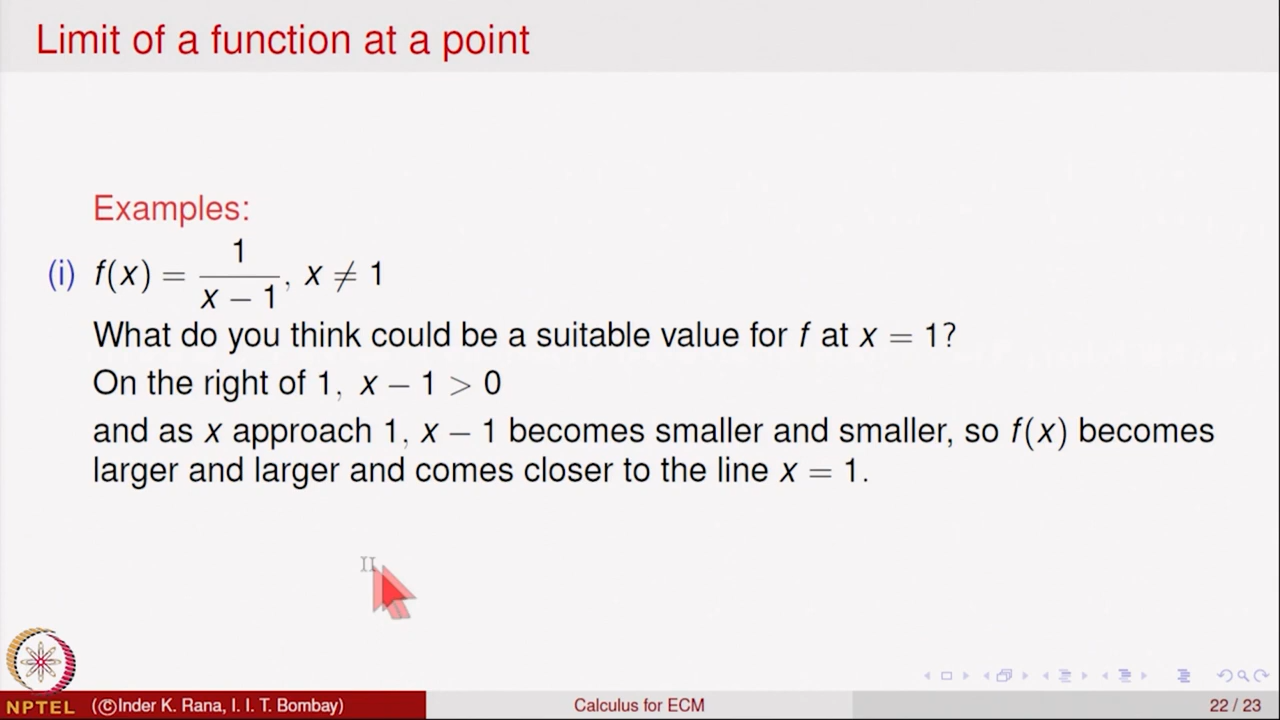 Limit of a function at a point
Examples:
(i) f(x) = 1/(x − 1), x ≠ 1
What do you think could be a suitable value for f at x = 1?
On the right of 1, x − 1 > 0
and as x approach 1, x − 1 becomes smaller and smaller, so f(x) becomes
larger and larger and comes closer to the line x = 1.
NPTEL (©Inder K. Rana, I. I. T. Bombay) Calculus for ECM 22 / 23